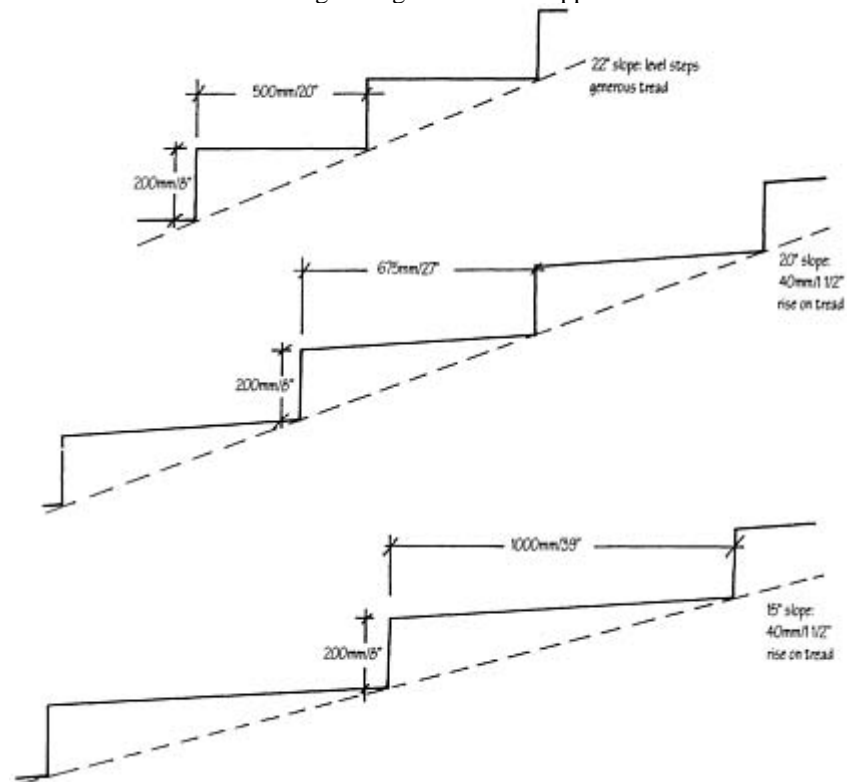 500mm/20"
22° slope: level steps
generous tread
200mm/8"
675mm/27"
20° slope:
40mm/1 1/2"
rise on tread
200mm/8"
1000mm/39"
15° slope:
40mm/1 1/2"
rise on tread
200mm/8"